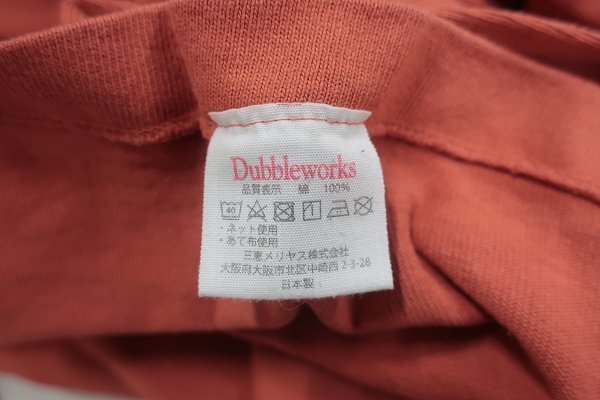 Dubbleworks
品質表示 綿 100%
40
・ネット使用
・あて布使用
三恵メリヤス株式会社
大阪府大阪市北区中崎西2-3-28
日本製